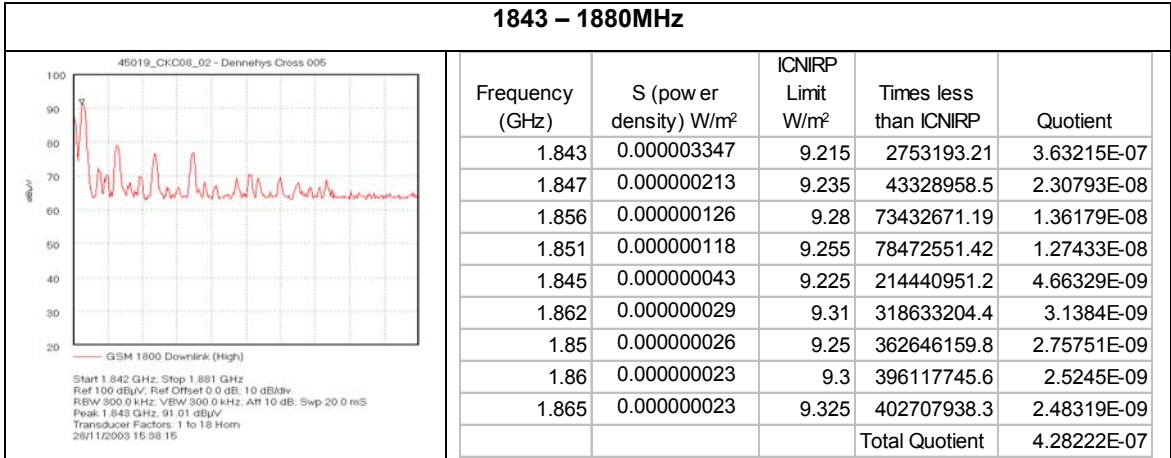 1843 – 1880MHz
45019_CKC08_02 - Dennehys Cross 005
100
90
80
70
60
50
40
30
20
dBµV
GSM 1800 Downlink (High)
Start 1.842 GHz; Stop 1.881 GHz
Ref 100 dBµV; Ref Offset 0.0 dB; 10 dB/div
RBW 300.0 kHz; VBW 300.0 kHz; Att 10 dB; Swp 20.0 mS
Peak 1.843 GHz, 91.01 dBµV
Transducer Factors: 1 to 18 Horn
28/11/2003 15:38:15
Frequency (GHz) S (pow er density) W/m² ICNIRP Limit W/m² Times less than ICNIRP Quotient
1.843 0.000003347 9.215 2753193.21 3.63215E-07
1.847 0.000000213 9.235 43328958.5 2.30793E-08
1.856 0.000000126 9.28 73432671.19 1.36179E-08
1.851 0.000000118 9.255 78472551.42 1.27433E-08
1.845 0.000000043 9.225 214440951.2 4.66329E-09
1.862 0.000000029 9.31 318633204.4 3.1384E-09
1.85 0.000000026 9.25 362646159.8 2.75751E-09
1.86 0.000000023 9.3 396117745.6 2.5245E-09
1.865 0.000000023 9.325 402707938.3 2.48319E-09
Total Quotient 4.28222E-07